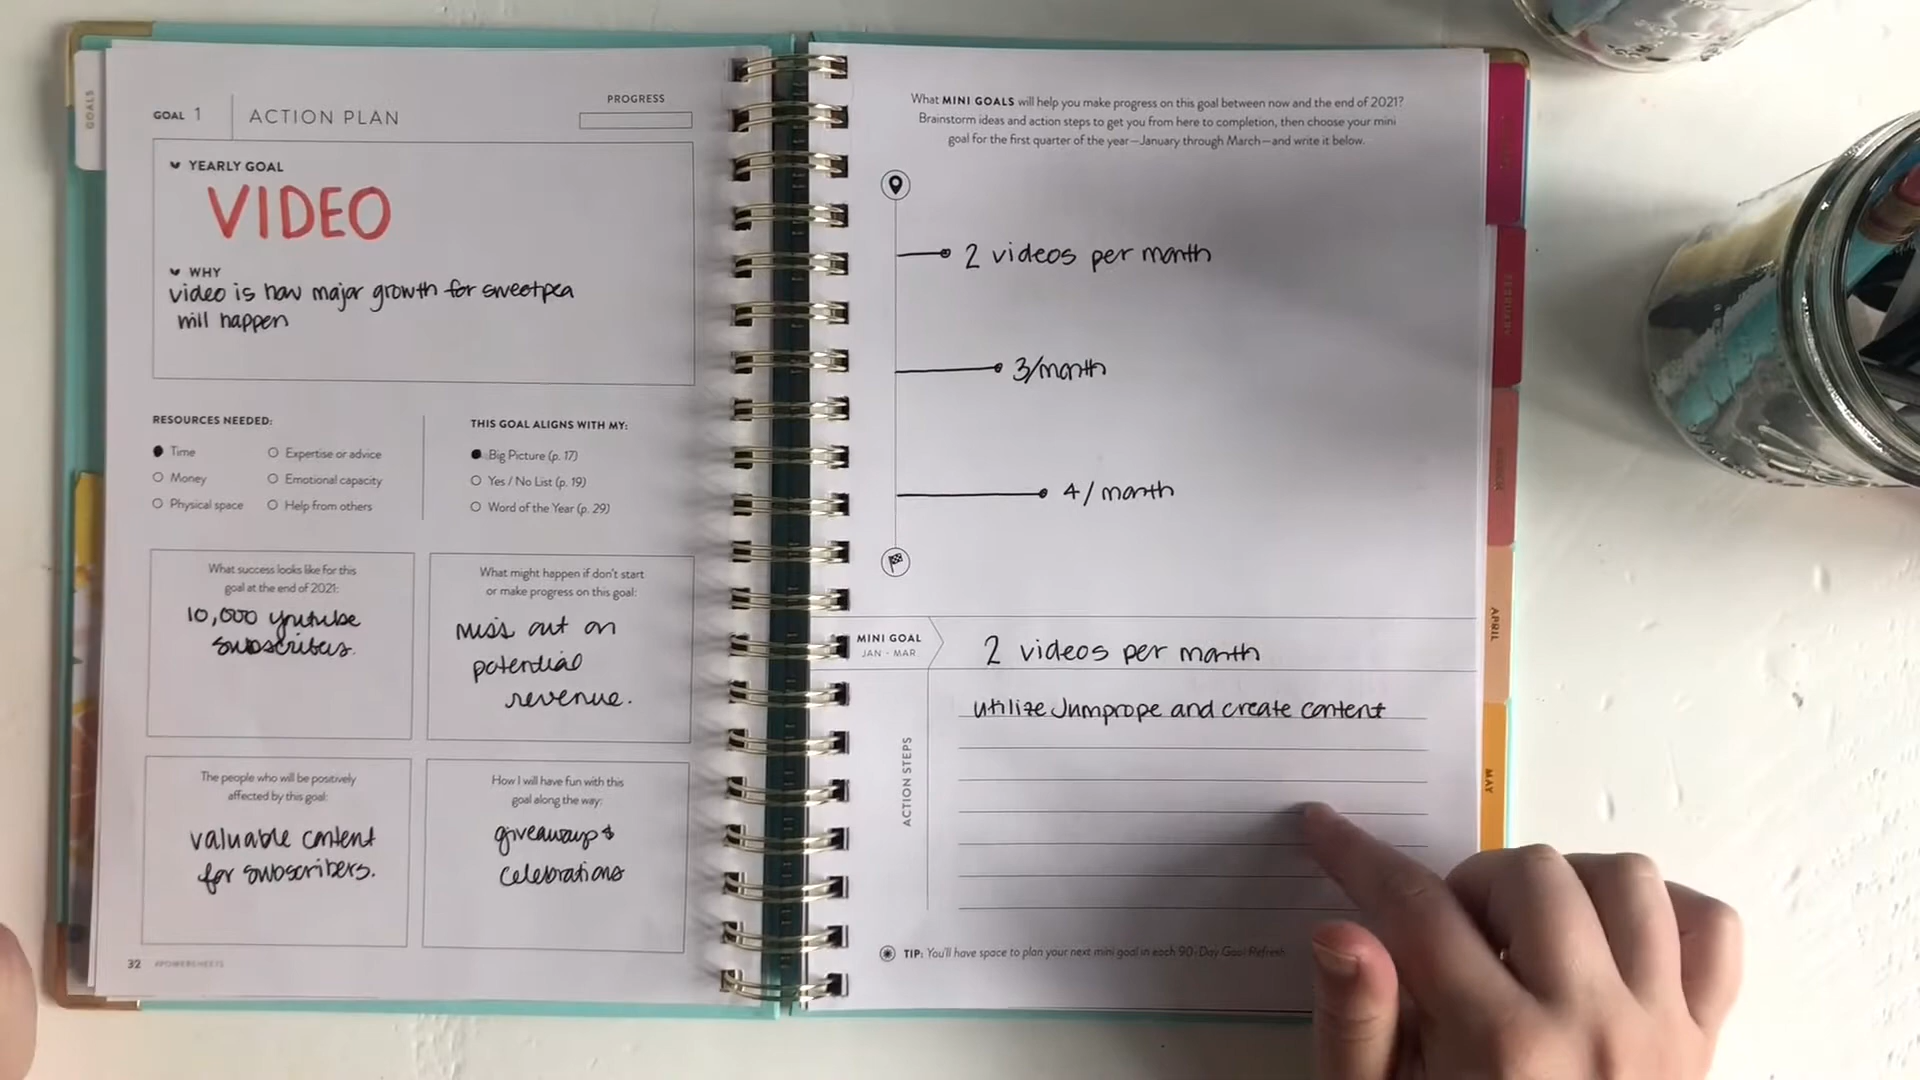 GOALS
GOAL 1
ACTION PLAN
PROGRESS
YEARLY GOAL
VIDEO
WHY
video is how major growth for sweetpea
will happen
RESOURCES NEEDED:
Time
Money
Physical space
Expertise or advice
Emotional capacity
Help from others
THIS GOAL ALIGNS WITH MY:
Big Picture (p. 17)
Yes / No List (p. 19)
Word of the Year (p. 29)
What success looks like for this
goal at the end of 2021:
10,000 youtube
subscribers.
What might happen if don't start
or make progress on this goal:
miss out on
potential
revenue.
The people who will be positively
affected by this goal:
valuable content
for subscribers.
How I will have fun with this
goal along the way:
giveaways &
celebrations
32 #POWERSHEETS
What MINI GOALS will help you make progress on this goal between now and the end of 2021?
Brainstorm ideas and action steps to get you from here to completion, then choose your mini
goal for the first quarter of the year—January through March—and write it below.
2 videos per month
3/month
4/month
MINI GOAL
JAN - MAR
2 videos per month
ACTION STEPS
utilize Jumprope and create content
TIP: You'll have space to plan your next mini goal in each 90-Day Goal Refresh
FEBRUARY
MARCH
APRIL
MAY